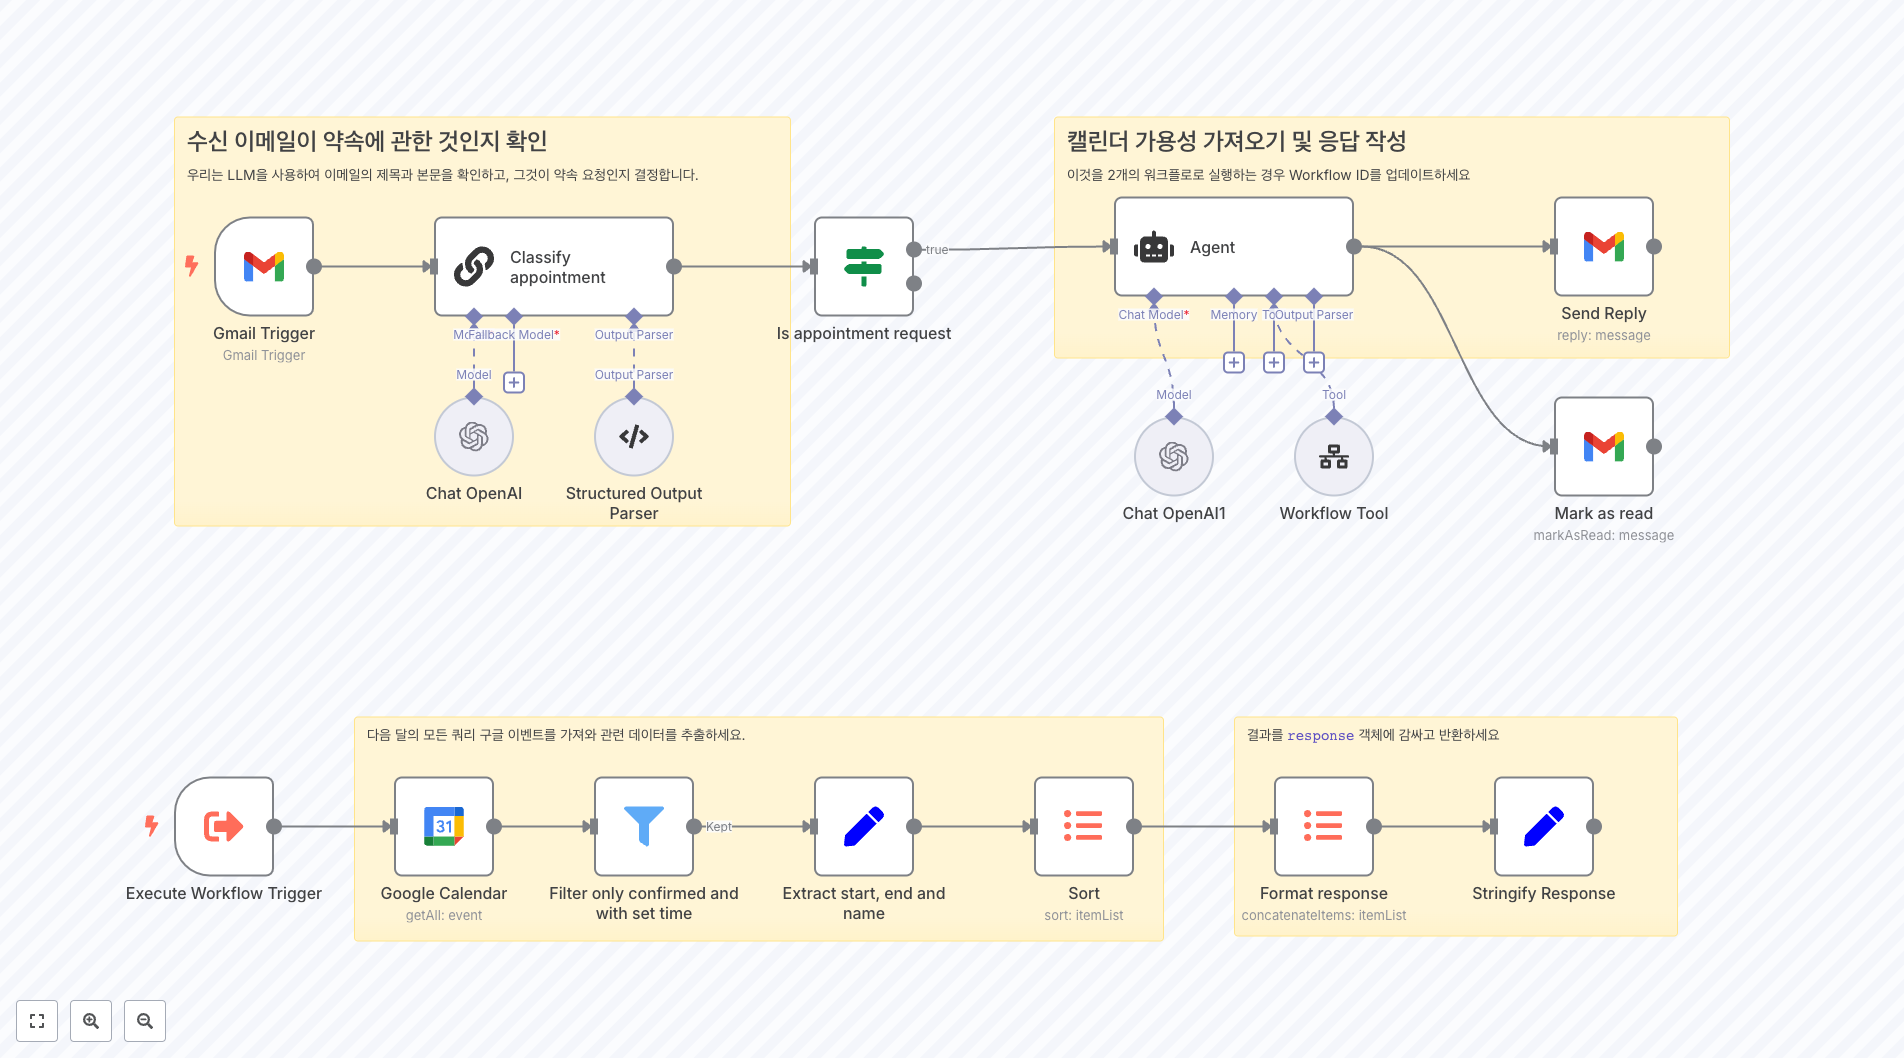 수신 이메일이 약속에 관한 것인지 확인
우리는 LLM을 사용하여 이메일의 제목과 본문을 확인하고, 그것이 약속 요청인지 결정합니다.
Gmail Trigger
Gmail Trigger
Classify
appointment
Fallback Model*
Output Parser
Model
Output Parser
Chat OpenAI
Structured Output
Parser
true
Is appointment request
캘린더 가용성 가져오기 및 응답 작성
이것을 2개의 워크플로로 실행하는 경우 Workflow ID를 업데이트하세요
Agent
Chat Model*
Memory
Output Parser
Model
Tool
Chat OpenAI1
Workflow Tool
Send Reply
reply: message
Mark as read
markAsRead: message
Execute Workflow Trigger
다음 달의 모든 쿼리 구글 이벤트를 가져와 관련 데이터를 추출하세요.
31
Google Calendar
getAll: event
Kept
Filter only confirmed and
with set time
Extract start, end and
name
Sort
sort: itemList
결과를 response 객체에 감싸고 반환하세요
Format response
concatenateItems: itemList
Stringify Response